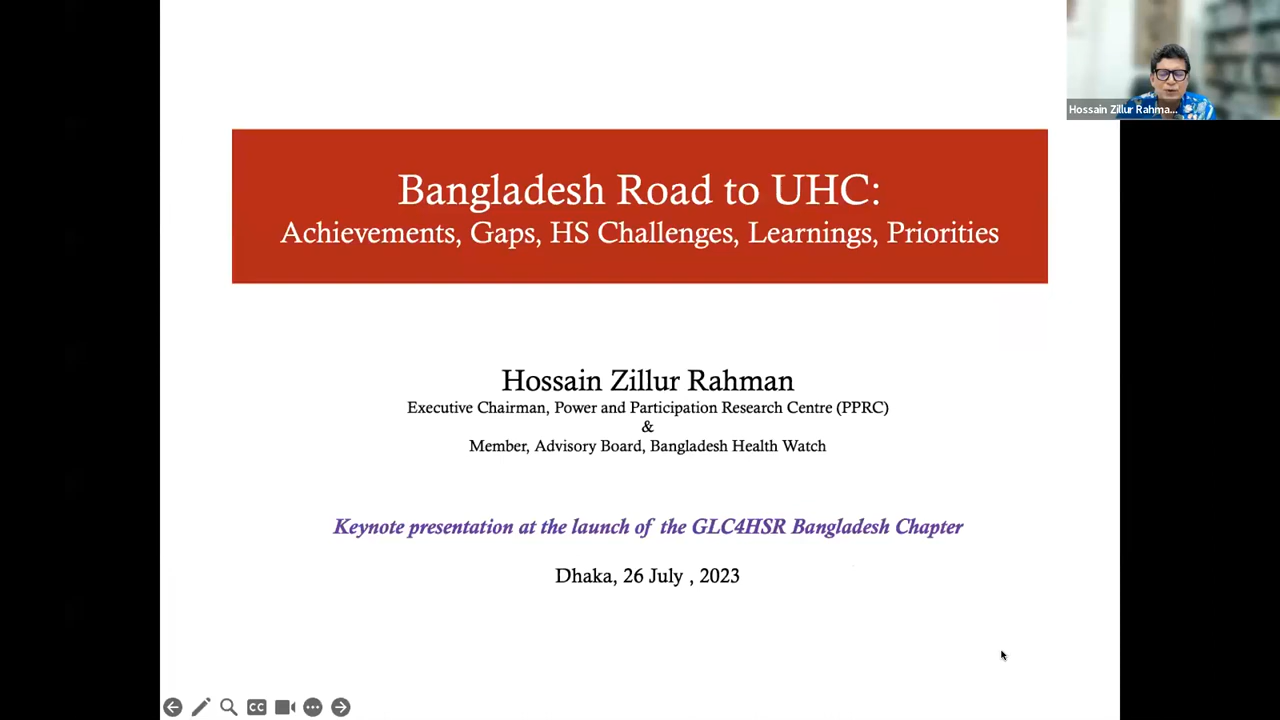 Hossain Zillur Rahma...
Bangladesh Road to UHC:
Achievements, Gaps, HS Challenges, Learnings, Priorities
Hossain Zillur Rahman
Executive Chairman, Power and Participation Research Centre (PPRC)
&
Member, Advisory Board, Bangladesh Health Watch
Keynote presentation at the launch of the GLC4HSR Bangladesh Chapter
Dhaka, 26 July , 2023
CC